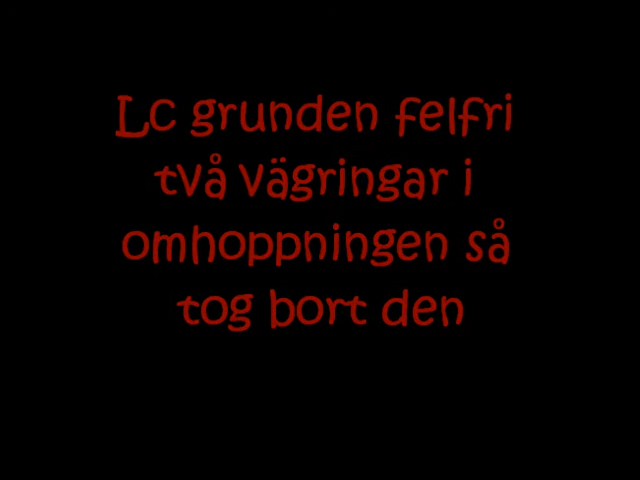 Lc grunden felfri
två vägringar i
omhoppningen så
tog bort den